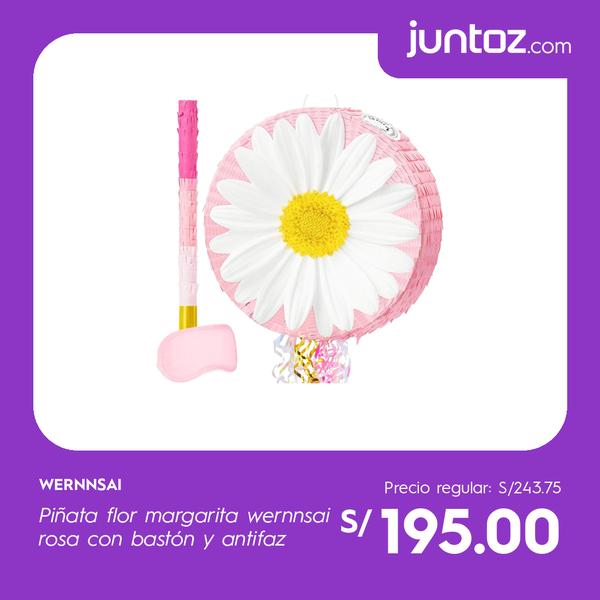 juntoz.com
WERNNSAI
Piñata flor margarita wernnsai
rosa con bastón y antifaz
Precio regular: S/243.75
S/195.00